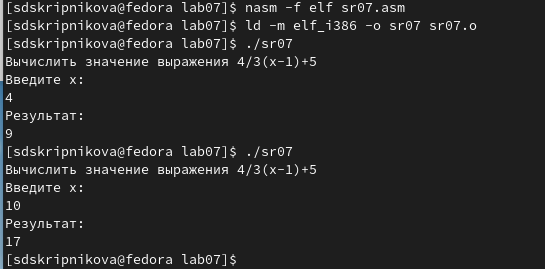 [sdskripnikova@fedora lab07]$ nasm -f elf sr07.asm
[sdskripnikova@fedora lab07]$ ld -m elf_i386 -o sr07 sr07.o
[sdskripnikova@fedora lab07]$ ./sr07
Вычислить значение выражения 4/3(x-1)+5
Введите x:
4
Результат:
9
[sdskripnikova@fedora lab07]$ ./sr07
Вычислить значение выражения 4/3(x-1)+5
Введите x:
10
Результат:
17
[sdskripnikova@fedora lab07]$